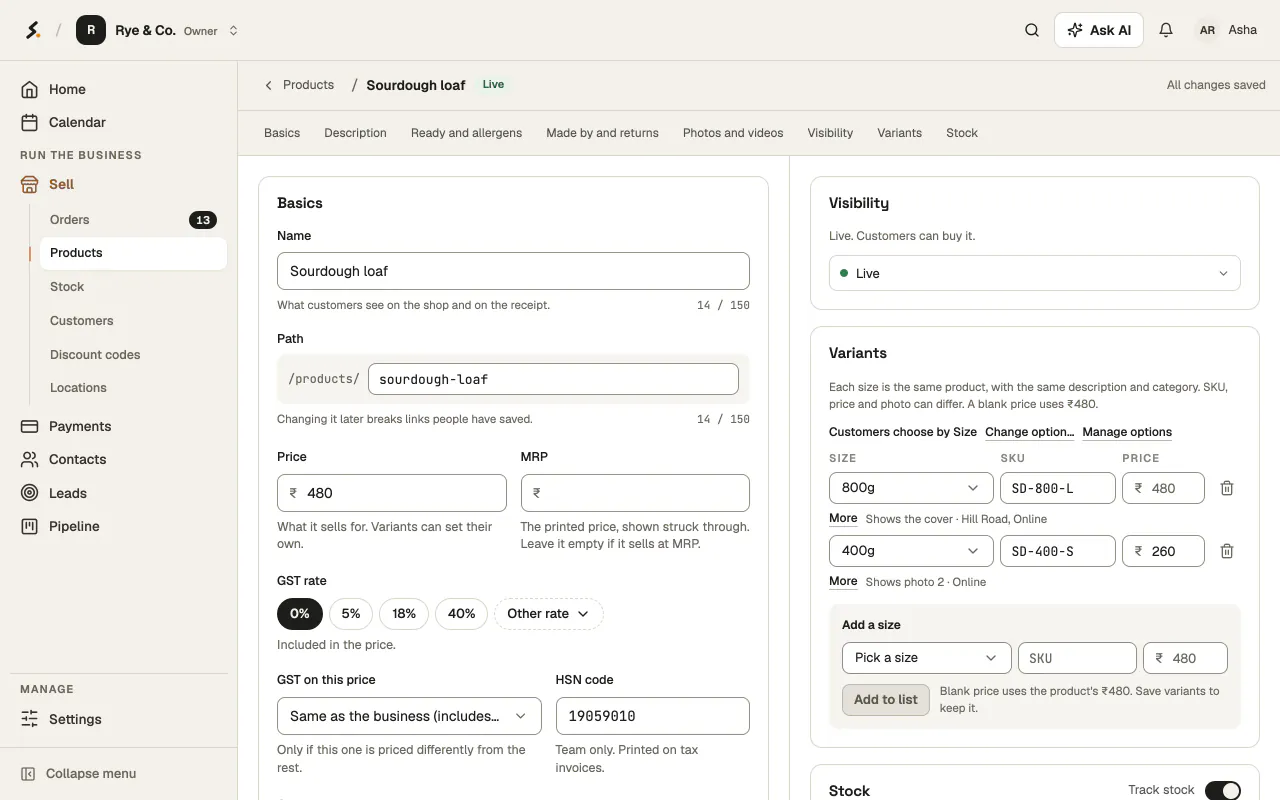 / R Rye & Co. Owner
Ask AI
AR Asha
Home
Calendar
RUN THE BUSINESS
Sell
Orders 13
Products
Stock
Customers
Discount codes
Locations
Payments
Contacts
Leads
Pipeline
MANAGE
Settings
Collapse menu
Products / Sourdough loaf Live
All changes saved
Basics Description Ready and allergens Made by and returns Photos and videos Visibility Variants Stock
Basics
Name
Sourdough loaf
What customers see on the shop and on the receipt. 14 / 150
Path
/products/ sourdough-loaf
Changing it later breaks links people have saved. 14 / 150
Price MRP
₹ 480 ₹
What it sells for. Variants can set their
own.
The printed price, shown struck through.
Leave it empty if it sells at MRP.
GST rate
0% 5% 18% 40% Other rate
Included in the price.
GST on this price HSN code
Same as the business (includes… 19059010
Only if this one is priced differently from the
rest.
Team only. Printed on tax
invoices.
Visibility
Live. Customers can buy it.
Live
Variants
Each size is the same product, with the same description and category. SKU,
price and photo can differ. A blank price uses ₹480.
Customers choose by Size Change option… Manage options
SIZE SKU PRICE
800g SD-800-L ₹ 480
More Shows the cover · Hill Road, Online
400g SD-400-S ₹ 260
More Shows photo 2 · Online
Add a size
Pick a size SKU ₹ 480
Add to list
Blank price uses the product's ₹480. Save variants to
keep it.
Stock Track stock